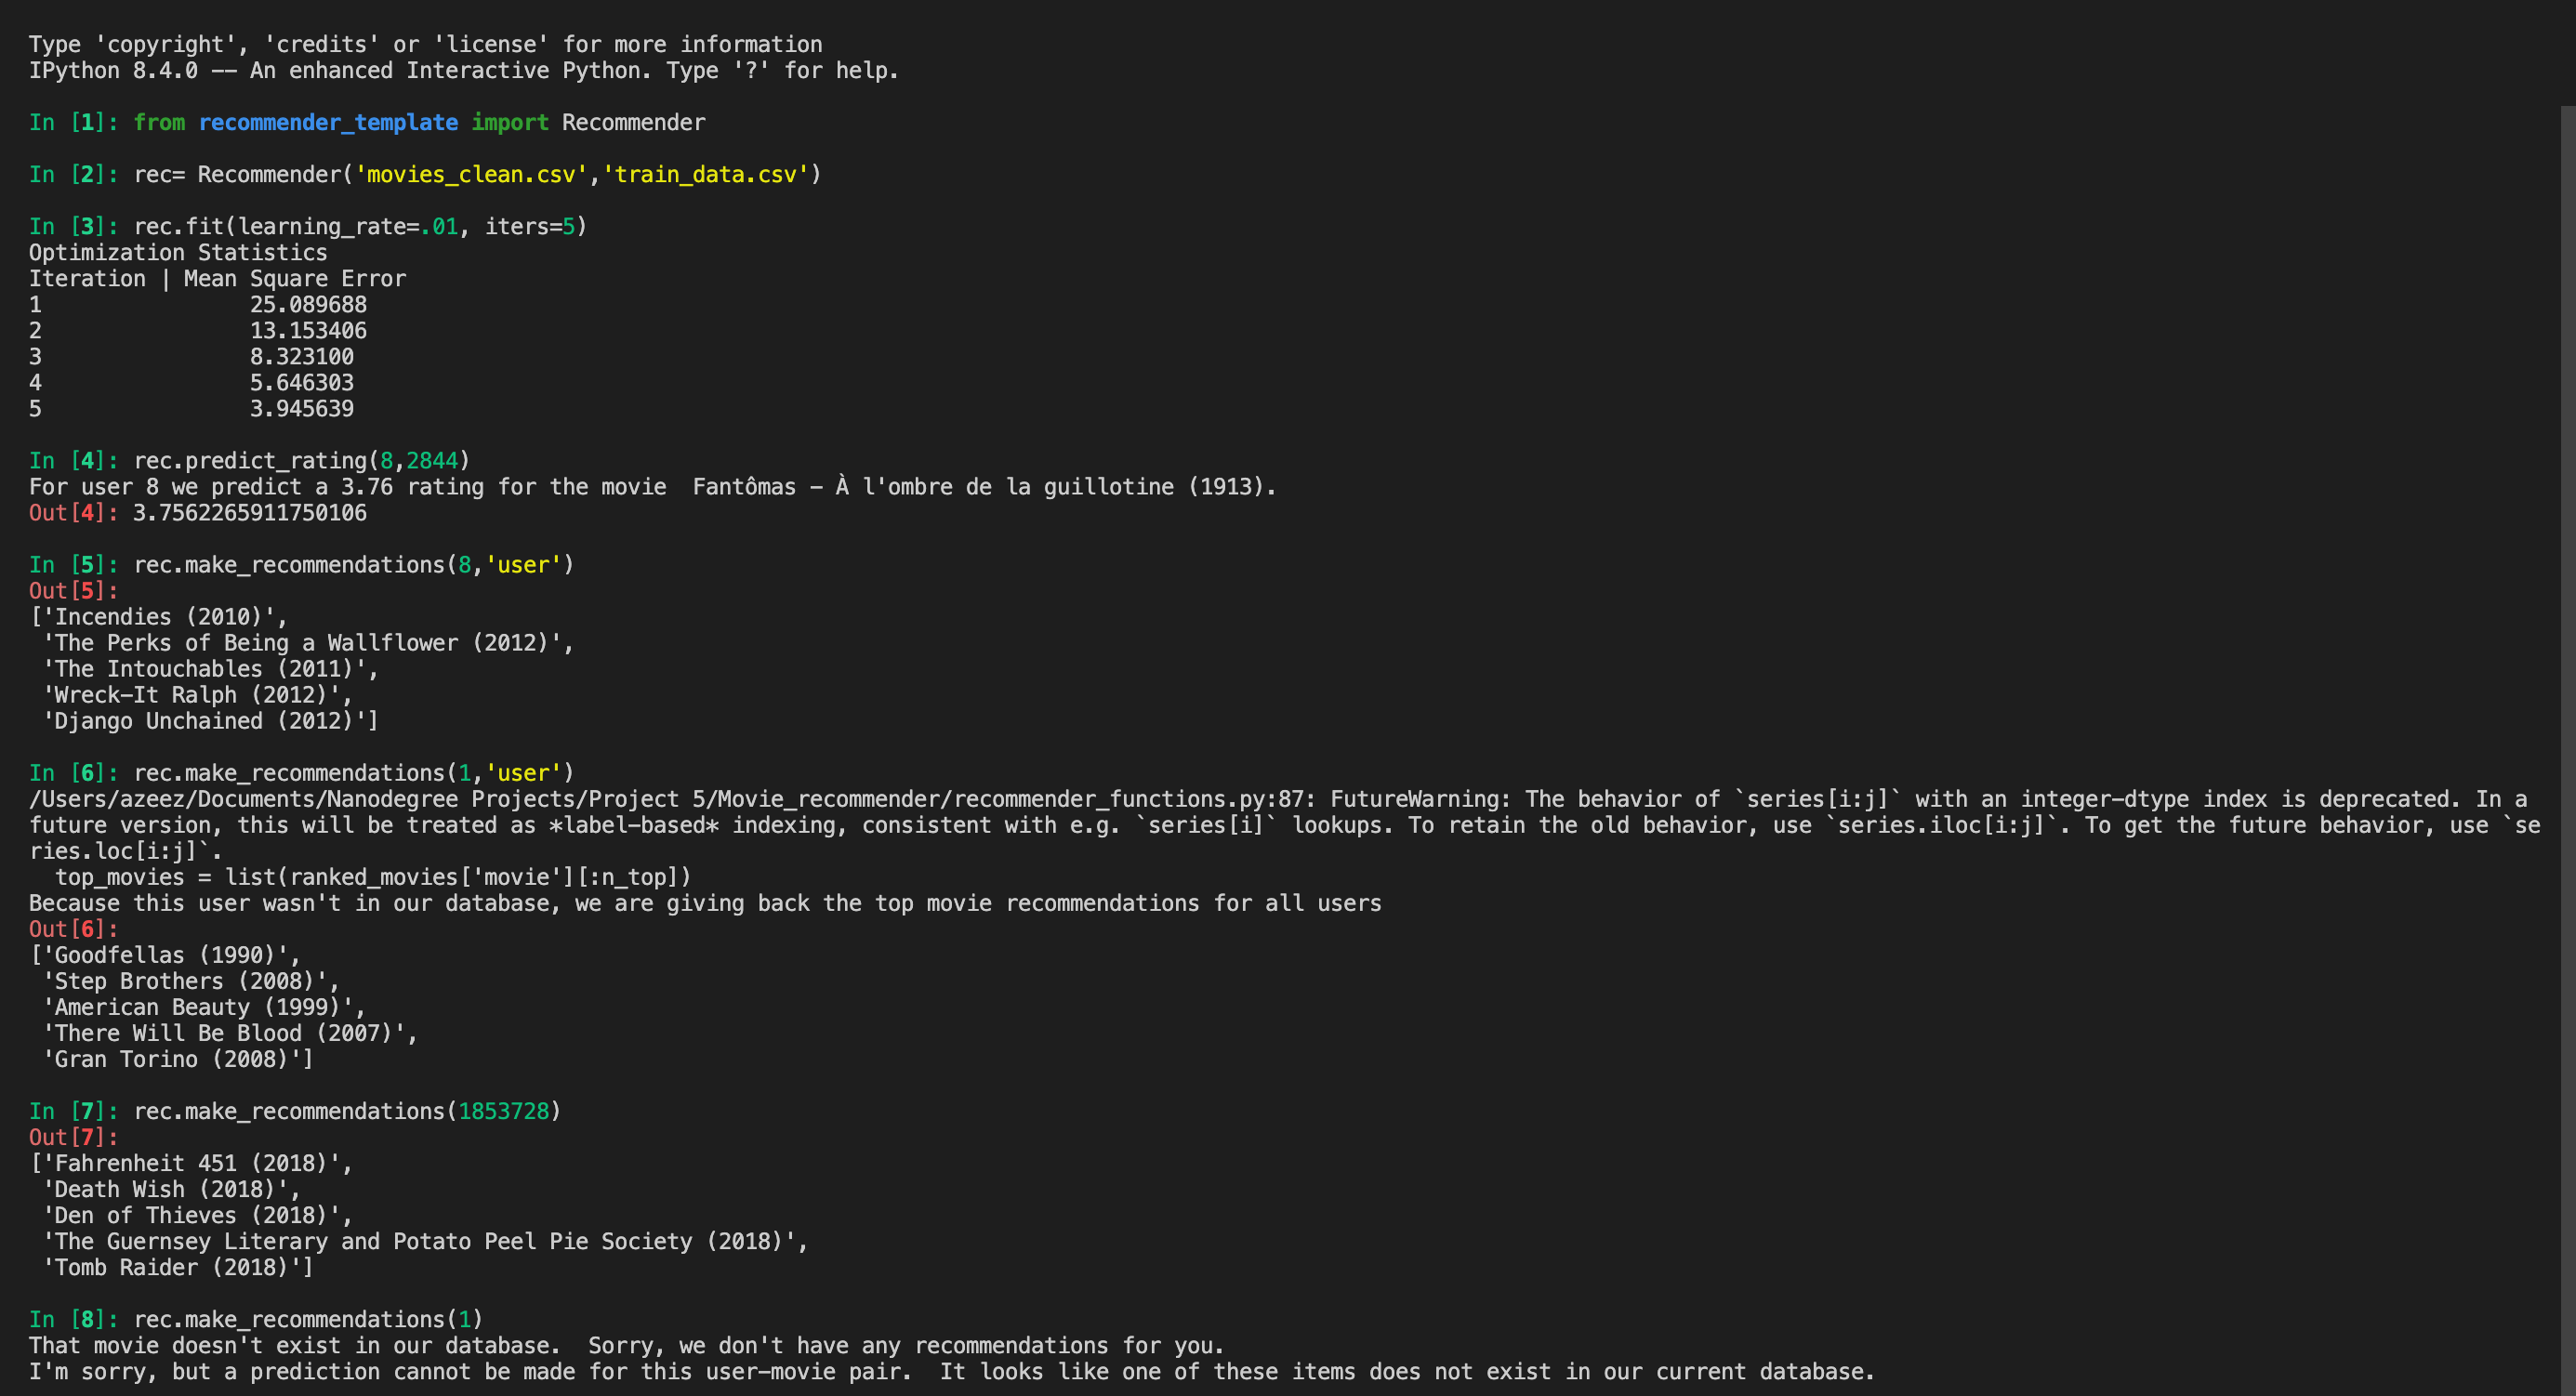 Type 'copyright', 'credits' or 'license' for more information
IPython 8.4.0 -- An enhanced Interactive Python. Type '?' for help.
In [1]: from recommender_template import Recommender
In [2]: rec= Recommender('movies_clean.csv','train_data.csv')
In [3]: rec.fit(learning_rate=.01, iters=5)
Optimization Statistics
Iteration | Mean Square Error
1                25.089688
2                13.153406
3                8.323100
4                5.646303
5                3.945639
In [4]: rec.predict_rating(8,2844)
For user 8 we predict a 3.76 rating for the movie  Fantômas - À l'ombre de la guillotine (1913).
Out[4]: 3.7562265911750106
In [5]: rec.make_recommendations(8,'user')
Out[5]:
['Incendies (2010)',
 'The Perks of Being a Wallflower (2012)',
 'The Intouchables (2011)',
 'Wreck-It Ralph (2012)',
 'Django Unchained (2012)']
In [6]: rec.make_recommendations(1,'user')
/Users/azeez/Documents/Nanodegree Projects/Project 5/Movie_recommender/recommender_functions.py:87: FutureWarning: The behavior of `series[i:j]` with an integer-dtype index is deprecated. In a
future version, this will be treated as *label-based* indexing, consistent with e.g. `series[i]` lookups. To retain the old behavior, use `series.iloc[i:j]`. To get the future behavior, use `se
ries.loc[i:j]`.
  top_movies = list(ranked_movies['movie'][:n_top])
Because this user wasn't in our database, we are giving back the top movie recommendations for all users
Out[6]:
['Goodfellas (1990)',
 'Step Brothers (2008)',
 'American Beauty (1999)',
 'There Will Be Blood (2007)',
 'Gran Torino (2008)']
In [7]: rec.make_recommendations(1853728)
Out[7]:
['Fahrenheit 451 (2018)',
 'Death Wish (2018)',
 'Den of Thieves (2018)',
 'The Guernsey Literary and Potato Peel Pie Society (2018)',
 'Tomb Raider (2018)']
In [8]: rec.make_recommendations(1)
That movie doesn't exist in our database.  Sorry, we don't have any recommendations for you.
I'm sorry, but a prediction cannot be made for this user-movie pair.  It looks like one of these items does not exist in our current database.